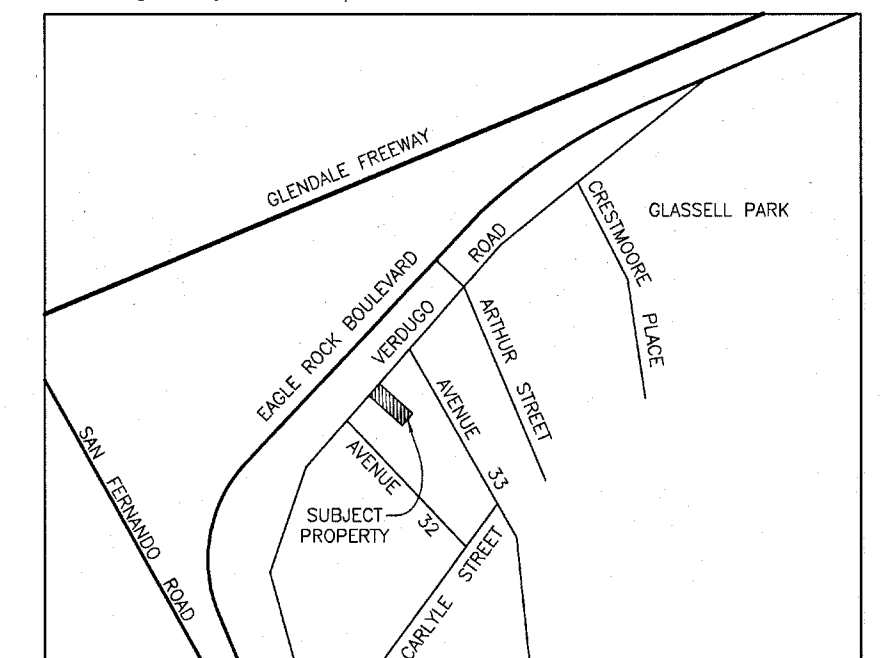 GLENDALE FREEWAY
GLASSELL PARK
CRESTMOORE PLACE
EAGLE ROCK BOULEVARD
VERDUGO ROAD
ARTHUR STREET
AVENUE 33
AVENUE 32
SAN FERNANDO ROAD
SUBJECT
PROPERTY
CARLYLE STREET